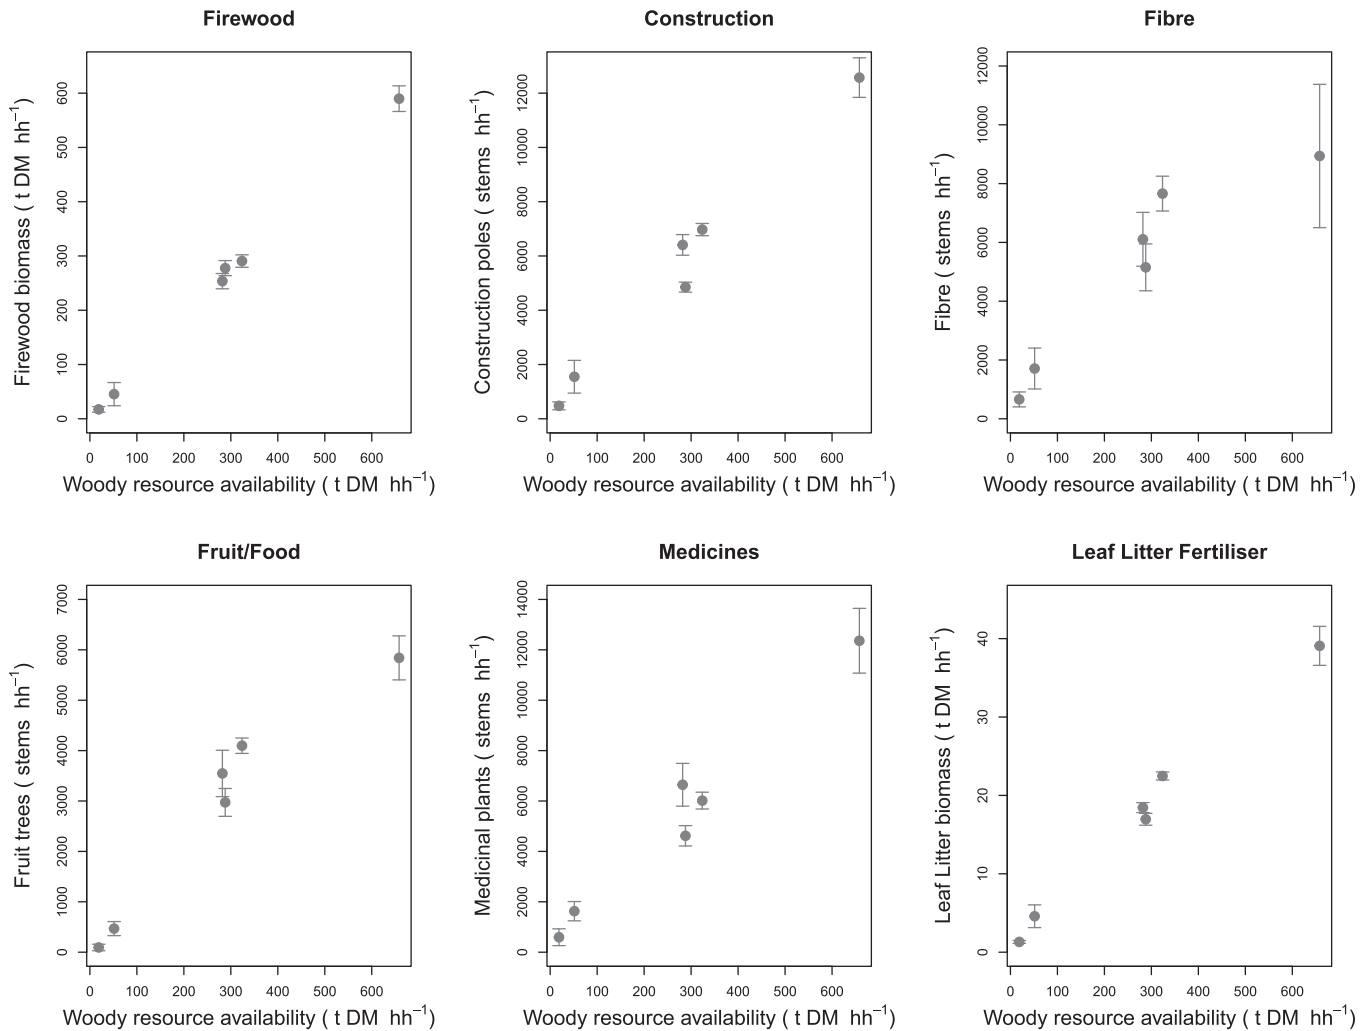 Firewood
Firewood biomass ( t DM hh⁻¹)
600
500
400
300
200
100
0
0 100 200 300 400 500 600
Woody resource availability ( t DM hh⁻¹)
Construction
Construction poles ( stems hh⁻¹)
12000
10000
8000
6000
4000
2000
0
0 100 200 300 400 500 600
Woody resource availability ( t DM hh⁻¹)
Fibre
Fibre ( stems hh⁻¹)
12000
10000
8000
6000
4000
2000
0
0 100 200 300 400 500 600
Woody resource availability ( t DM hh⁻¹)
Fruit/Food
Fruit trees ( stems hh⁻¹)
7000
6000
5000
4000
3000
2000
1000
0
0 100 200 300 400 500 600
Woody resource availability ( t DM hh⁻¹)
Medicines
Medicinal plants ( stems hh⁻¹)
14000
12000
10000
8000
6000
4000
2000
0
0 100 200 300 400 500 600
Woody resource availability ( t DM hh⁻¹)
Leaf Litter Fertiliser
Leaf Litter biomass ( t DM hh⁻¹)
40
30
20
10
0
0 100 200 300 400 500 600
Woody resource availability ( t DM hh⁻¹)